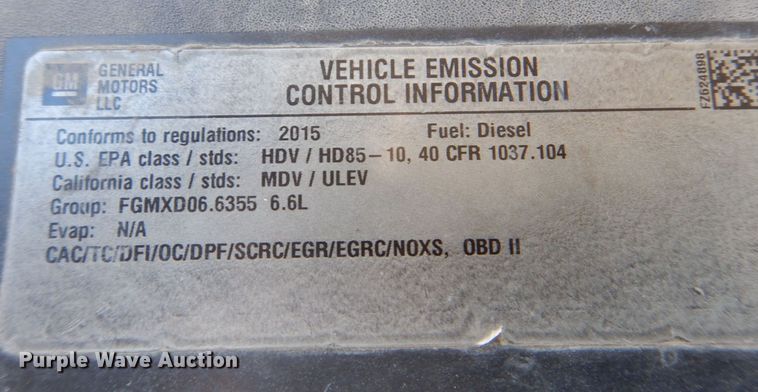 GM
GENERAL
MOTORS
LLC
VEHICLE EMISSION
CONTROL INFORMATION
FZ624898
Conforms to regulations: 2015 Fuel: Diesel
U.S. EPA class / stds: HDV / HD85-10, 40 CFR 1037.104
California class / stds: MDV / ULEV
Group: FGMXD06.6355 6.6L
Evap: N/A
CAC/TC/DFI/OC/DPF/SCRC/EGR/EGRC/NOXS, OBD II
Purple Wave Auction